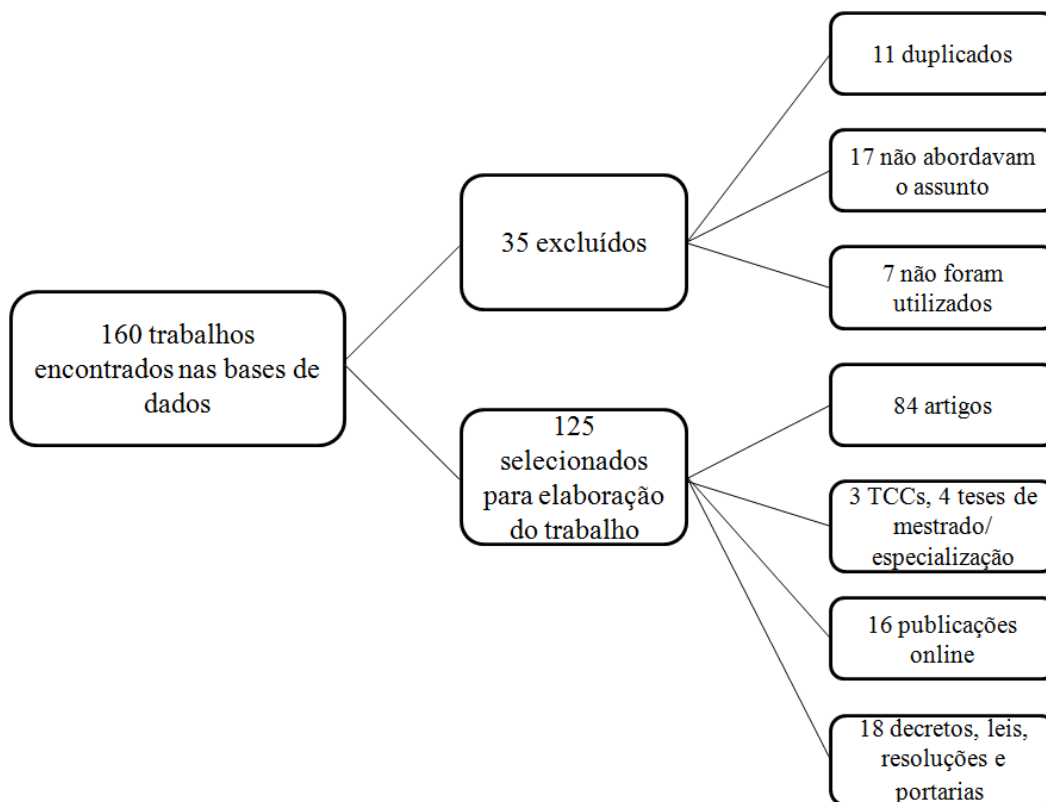 160 trabalhos
encontrados nas bases de
dados
35 excluídos
11 duplicados
17 não abordavam
o assunto
7 não foram
utilizados
125
selecionados
para elaboração
do trabalho
84 artigos
3 TCCs, 4 teses de
mestrado/
especialização
16 publicações
online
18 decretos, leis,
resoluções e
portarias